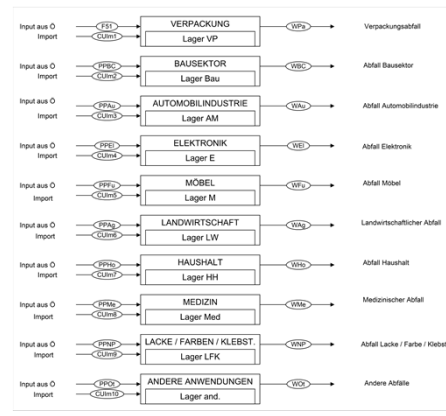 Input aus Ö F51 VERPACKUNG WPa Verpackungsabfall
Import CUIm1 Lager VP
Input aus Ö PPBC BAUSEKTOR WBC Abfall Bausektor
Import CUIm2 Lager Bau
Input aus Ö PPAu AUTOMOBILINDUSTRIE WAu Abfall Automobilindustrie
Import CUIm3 Lager AM
Input aus Ö PPEl ELEKTRONIK WEl Abfall Elektronik
Import CUIm4 Lager E
Input aus Ö PPFu MÖBEL WFu Abfall Möbel
Import CUIm5 Lager M
Input aus Ö PPAg LANDWIRTSCHAFT WAg Landwirtschaftlicher Abfall
Import CUIm6 Lager LW
Input aus Ö PPHo HAUSHALT WHo Abfall Haushalt
Import CUIm7 Lager HH
Input aus Ö PPMe MEDIZIN WMe Medizinischer Abfall
Import CUIm8 Lager Med
Input aus Ö PPNP LACKE / FARBEN / KLEBST. WNP Abfall Lacke / Farbe / Klebst
Import CUIm9 Lager LFK
Input aus Ö PPOt ANDERE ANWENDUNGEN WOt Andere Abfälle
Import CUIm10 Lager and.